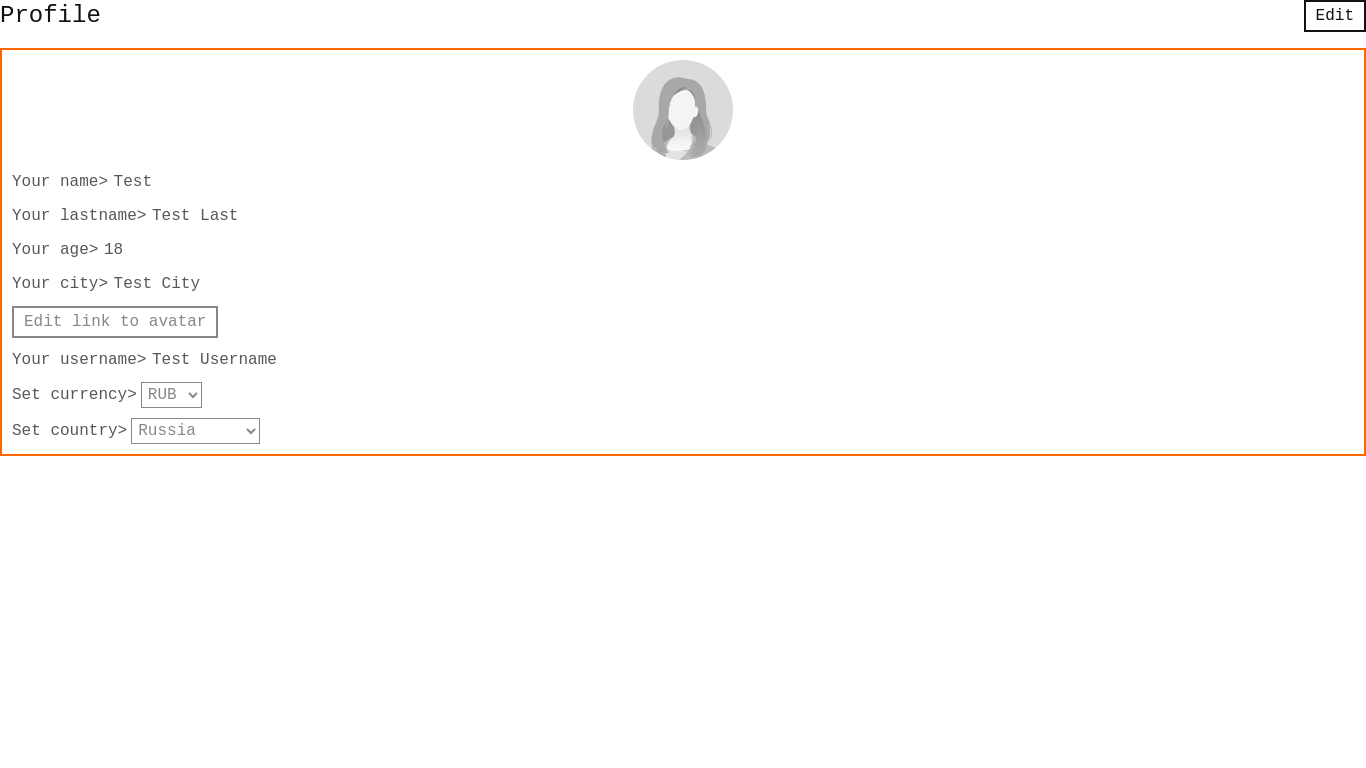 Profile
Edit
Your name> Test
Your lastname> Test Last
Your age> 18
Your city> Test City
Edit link to avatar
Your username> Test Username
Set currency> RUB
Set country> Russia